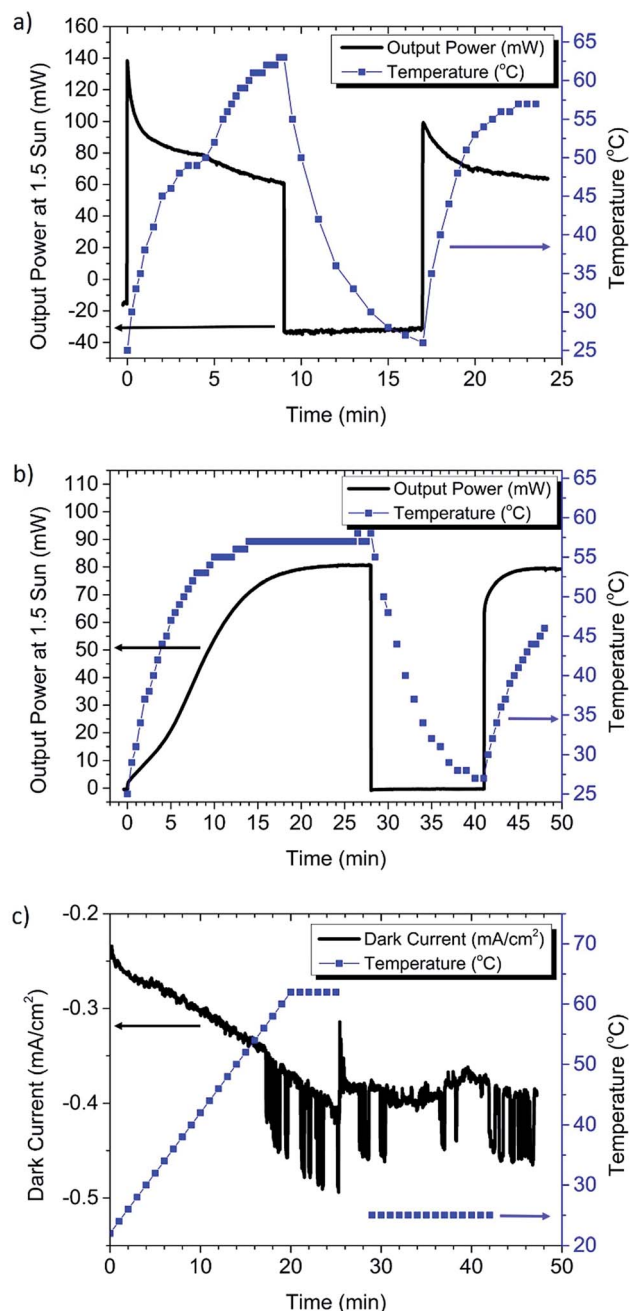 a)
160
140
120
100
80
60
40
20
0
-20
-40
Output Power at 1.5 Sun (mW)
Output Power (mW)
Temperature (°C)
65
60
55
50
45
40
35
30
25
Temperature (°C)
0 5 10 15 20 25
Time (min)
b)
110
100
90
80
70
60
50
40
30
20
10
0
Output Power at 1.5 Sun (mW)
Output Power (mW)
Temperature (°C)
65
60
55
50
45
40
35
30
25
Temperature (°C)
0 5 10 15 20 25 30 35 40 45 50
Time (min)
c)
-0.2
-0.3
-0.4
-0.5
Dark Current (mA/cm²)
Dark Current (mA/cm²)
Temperature (°C)
70
60
50
40
30
20
Temperature (°C)
0 10 20 30 40 50
Time (min)